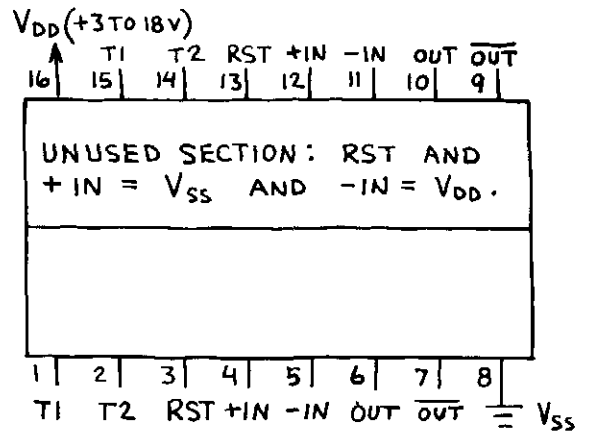 VDD (+3 TO 18V)
T1 T2 RST +IN -IN OUT OUT
16 15 14 13 12 11 10 9
UNUSED SECTION: RST AND
+IN = VSS AND -IN = VDD.
1 2 3 4 5 6 7 8
T1 T2 RST +IN -IN OUT OUT VSS